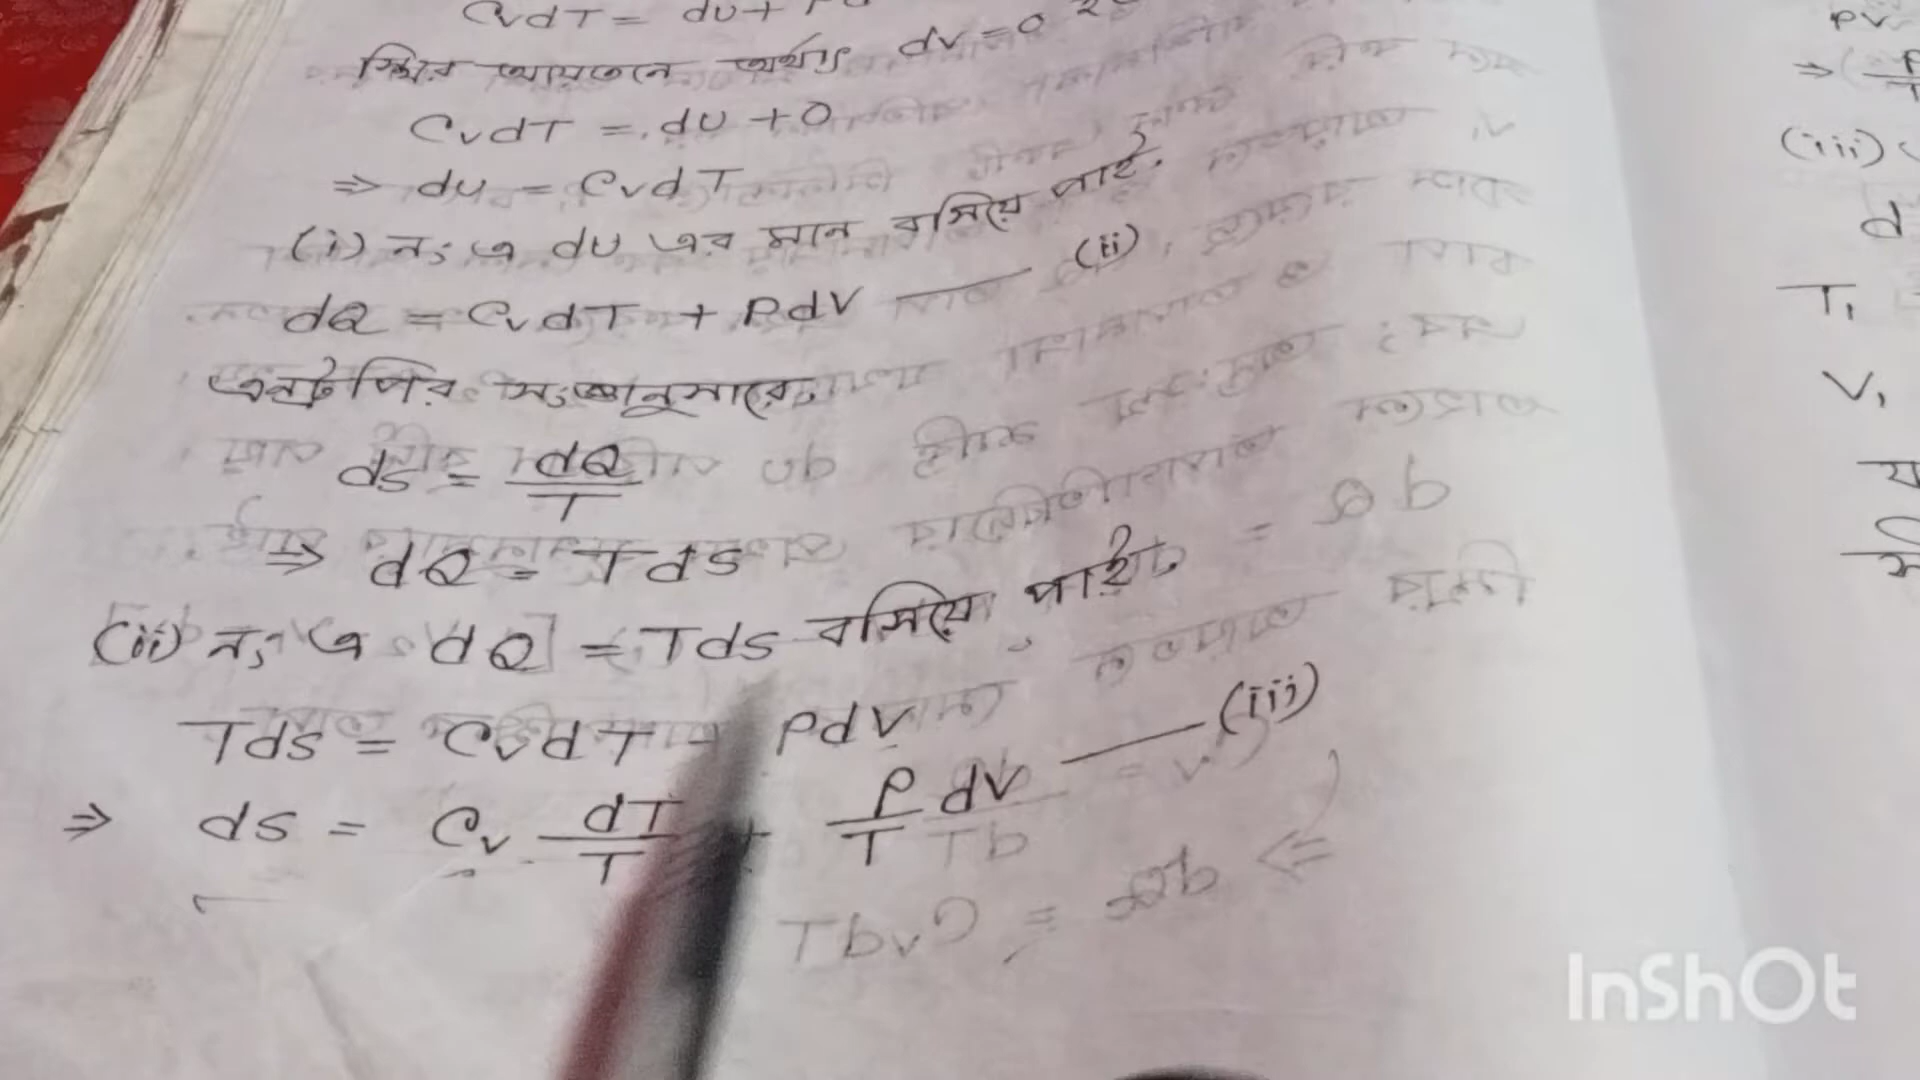 CvdT = dU +
স্থির আয়তনে অর্থাৎ dv = 0
CvdT = dU + 0
⇒ dU = CvdT
(i) নং এ dU এর মান বসিয়ে পাই,
dQ = CvdT + Pdv —— (ii)
এনট্রপির সংজ্ঞানুসারে,
ds = dQ/T
⇒ dQ = Tds
(ii) নং এ dQ = Tds বসিয়ে পাই,
Tds = CvdT Pdv
⇒ ds = Cv dT/T + P/T dv —— (iii)
PV
⇒
(iii)
d
T₁
V₁
InShOt